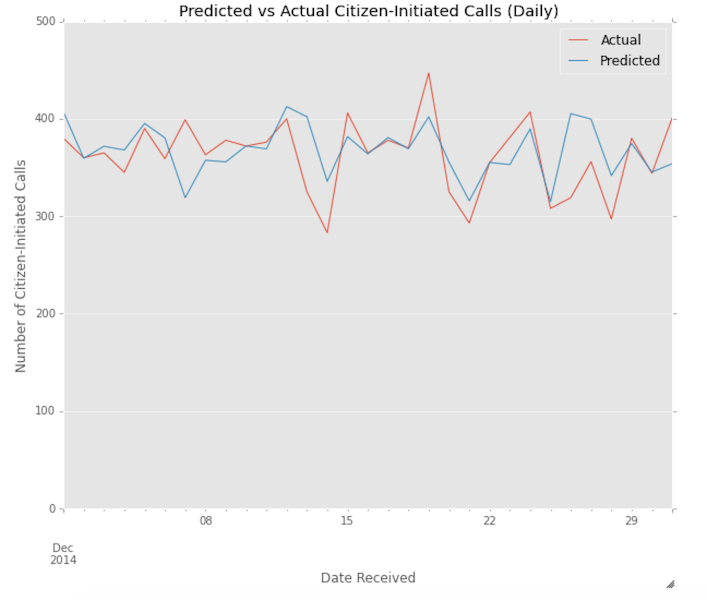 Predicted vs Actual Citizen-Initiated Calls (Daily)
Actual
Predicted
500
400
300
200
100
0
Number of Citizen-Initiated Calls
08 15 22 29
Dec
2014
Date Received